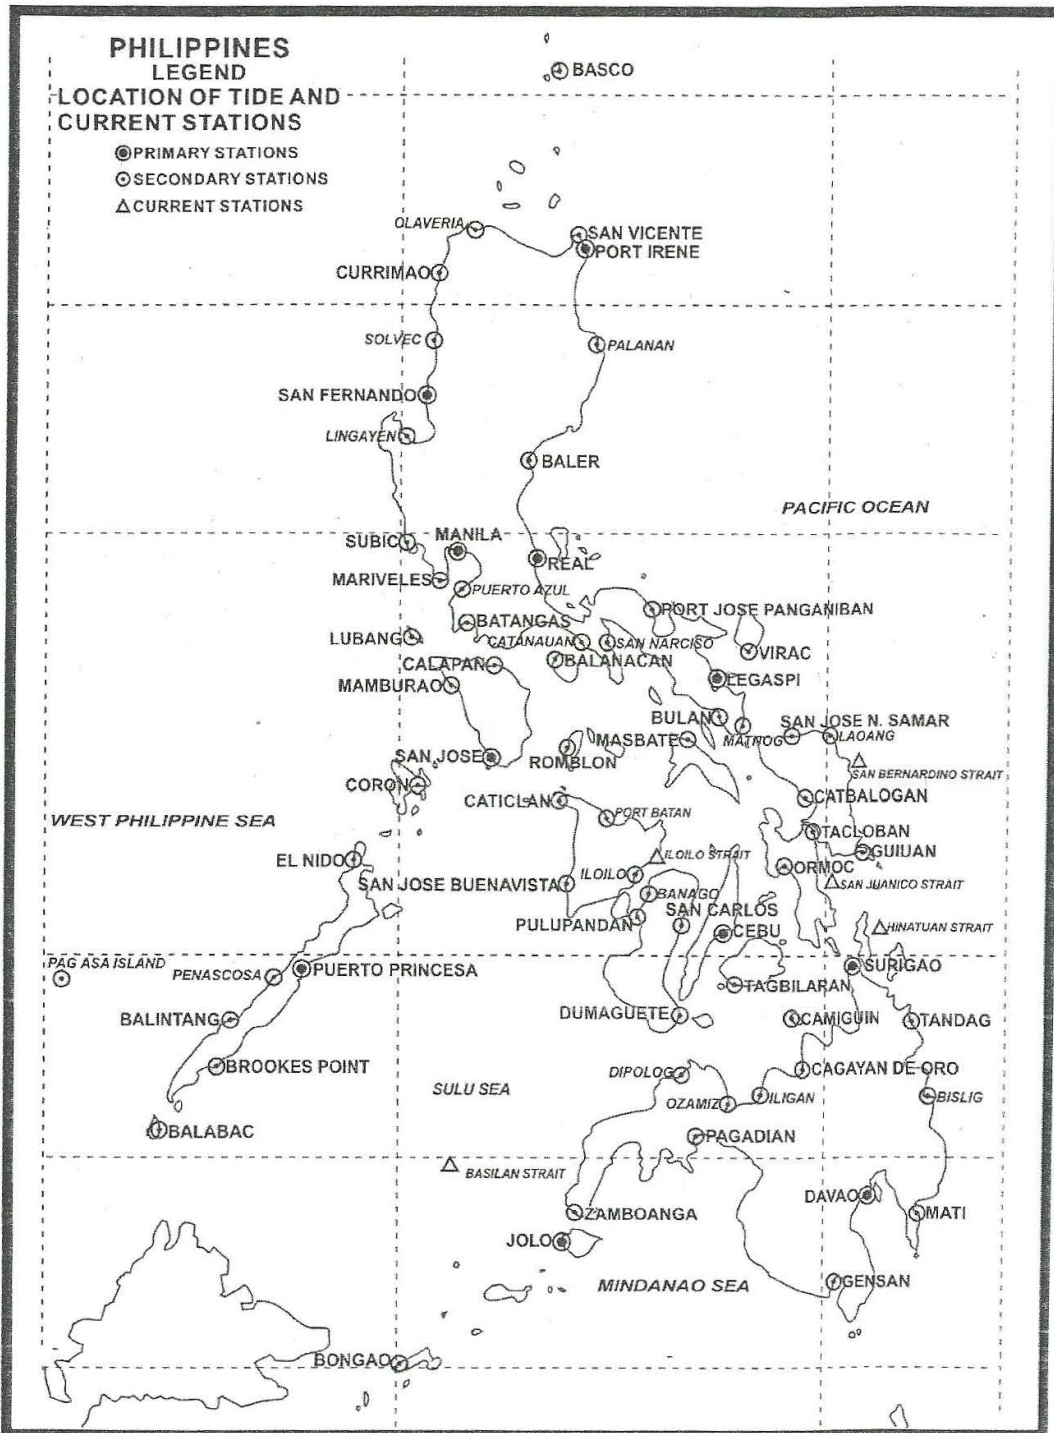 PHILIPPINES
LEGEND
LOCATION OF TIDE AND
CURRENT STATIONS
PRIMARY STATIONS
SECONDARY STATIONS
CURRENT STATIONS
BASCO
OLAVERIA
SAN VICENTE
PORT IRENE
CURRIMAO
SOLVEC
PALANAN
SAN FERNANDO
LINGAYEN
BALER
PACIFIC OCEAN
SUBIC
MANILA
REAL
MARIVELES
PUERTO AZUL
PORT JOSE PANGANIBAN
BATANGAS
LUBANG
CATANAUAN
SAN NARCISO
VIRAC
CALAPAN
BALANACAN
MAMBURAO
LEGASPI
BULAN
SAN JOSE N. SAMAR
MASBATE
MATNOG
LAOANG
SAN JOSE
ROMBLON
SAN BERNARDINO STRAIT
CORON
CATICLAN
CATBALOGAN
PORT BATAN
WEST PHILIPPINE SEA
TACLOBAN
EL NIDO
ILOILO STRAIT
GUIUAN
ORMOC
SAN JOSE BUENAVISTA
ILOILO
SAN JUANICO STRAIT
BANAGO
SAN CARLOS
PULUPANDAN
CEBU
HINATUAN STRAIT
PAG ASA ISLAND
PENASCOSA
PUERTO PRINCESA
SURIGAO
TAGBILARAN
BALINTANG
DUMAGUETE
CAMIGUIN
TANDAG
BROOKES POINT
DIPOLOG
CAGAYAN DE ORO
SULU SEA
OZAMIZ
ILIGAN
BISLIG
BALABAC
PAGADIAN
BASILAN STRAIT
DAVAO
ZAMBOANGA
MATI
JOLO
MINDANAO SEA
GENSAN
BONGAO